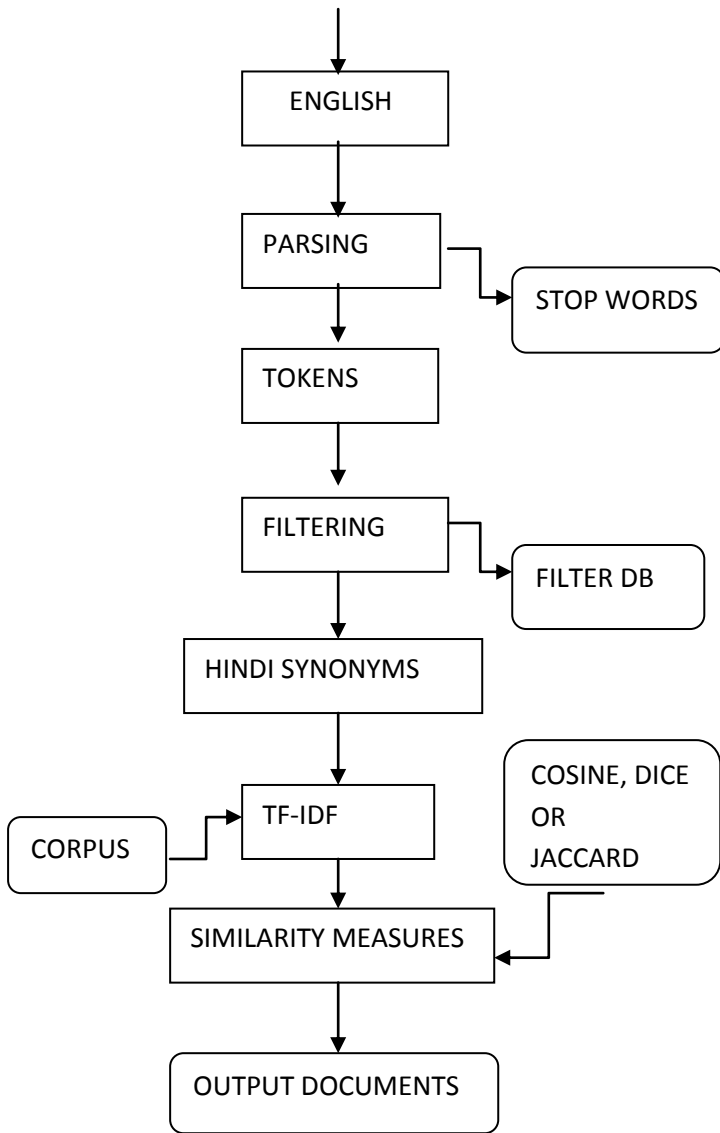 ENGLISH
PARSING
STOP WORDS
TOKENS
FILTERING
FILTER DB
HINDI SYNONYMS
COSINE, DICE
OR
JACCARD
TF-IDF
CORPUS
SIMILARITY MEASURES
OUTPUT DOCUMENTS